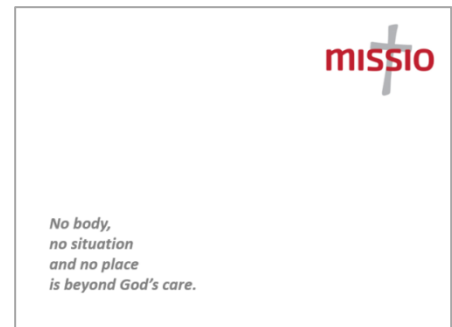 missio
No body,
no situation
and no place
is beyond God's care.